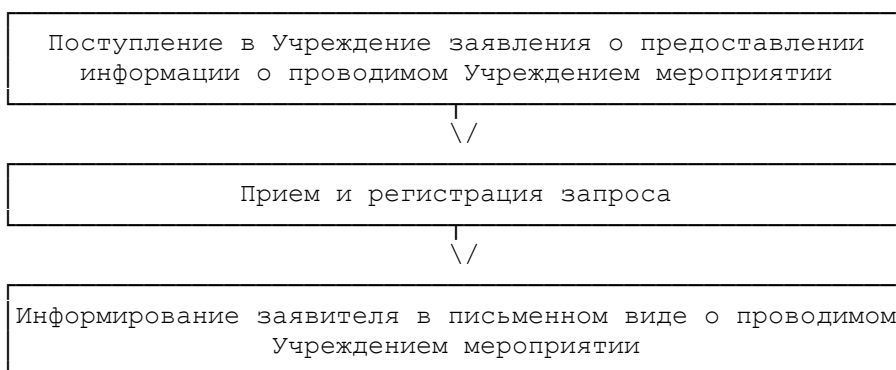 Поступление в Учреждение заявления о предоставлении
информации о проводимом Учреждением мероприятии
\/
Прием и регистрация запроса
\/
Информирование заявителя в письменном виде о проводимом
Учреждением мероприятии